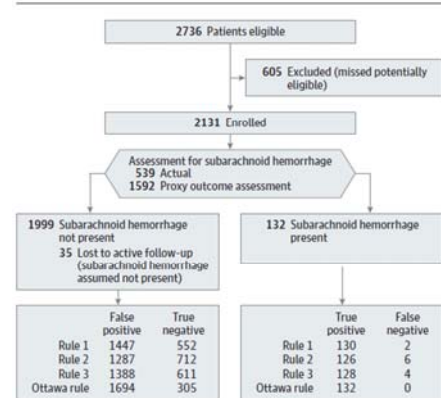 2736 Patients eligible
605 Excluded (missed potentially
eligible)
2131 Enrolled
Assessment for subarachnoid hemorrhage
539 Actual
1592 Proxy outcome assessment
1999 Subarachnoid hemorrhage
not present
35 Lost to active follow-up
(subarachnoid hemorrhage
assumed not present)
132 Subarachnoid hemorrhage
present
False True
positive negative
Rule 1 1447 552
Rule 2 1287 712
Rule 3 1388 611
Ottawa rule 1694 305
True False
positive negative
Rule 1 130 2
Rule 2 126 6
Rule 3 128 4
Ottawa rule 132 0